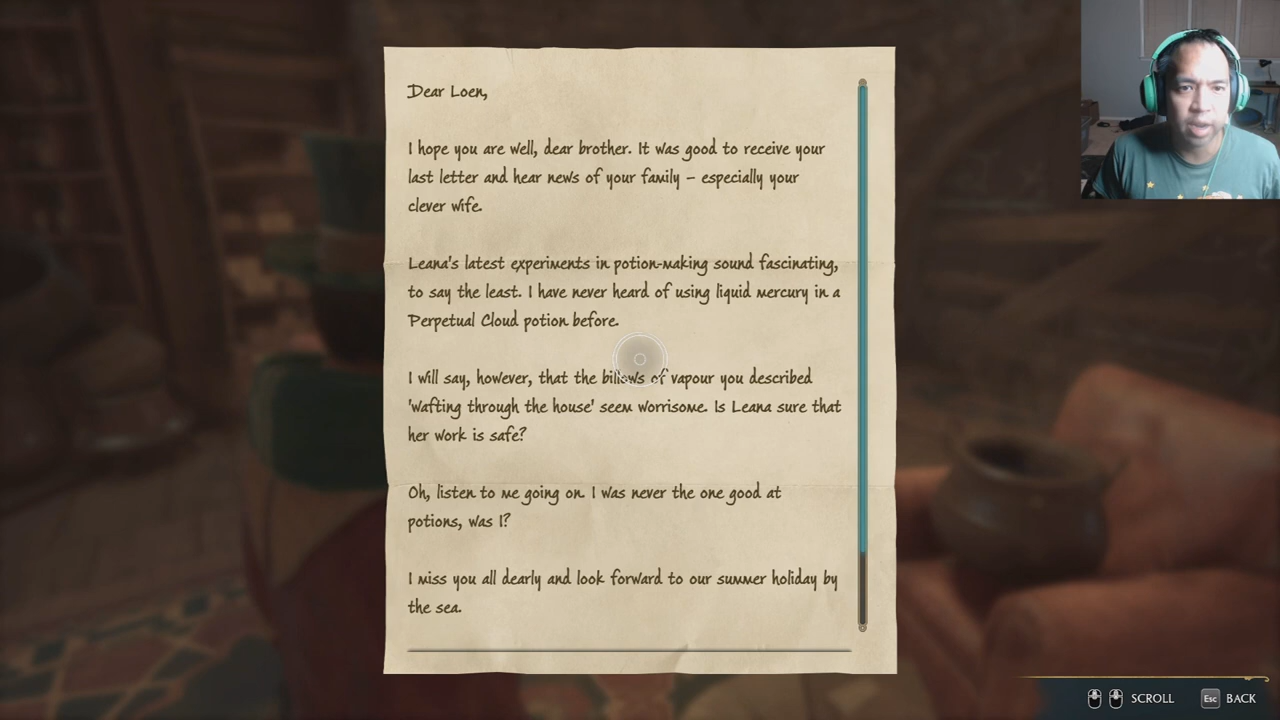 Dear Loen,
I hope you are well, dear brother. It was good to receive your
last letter and hear news of your family – especially your
clever wife.
Leana's latest experiments in potion-making sound fascinating,
to say the least. I have never heard of using liquid mercury in a
Perpetual Cloud potion before.
I will say, however, that the billows of vapour you described
'wafting through the house' seem worrisome. Is Leana sure that
her work is safe?
Oh, listen to me going on. I was never the one good at
potions, was I?
I miss you all dearly and look forward to our summer holiday by
the sea.
SCROLL
Esc BACK